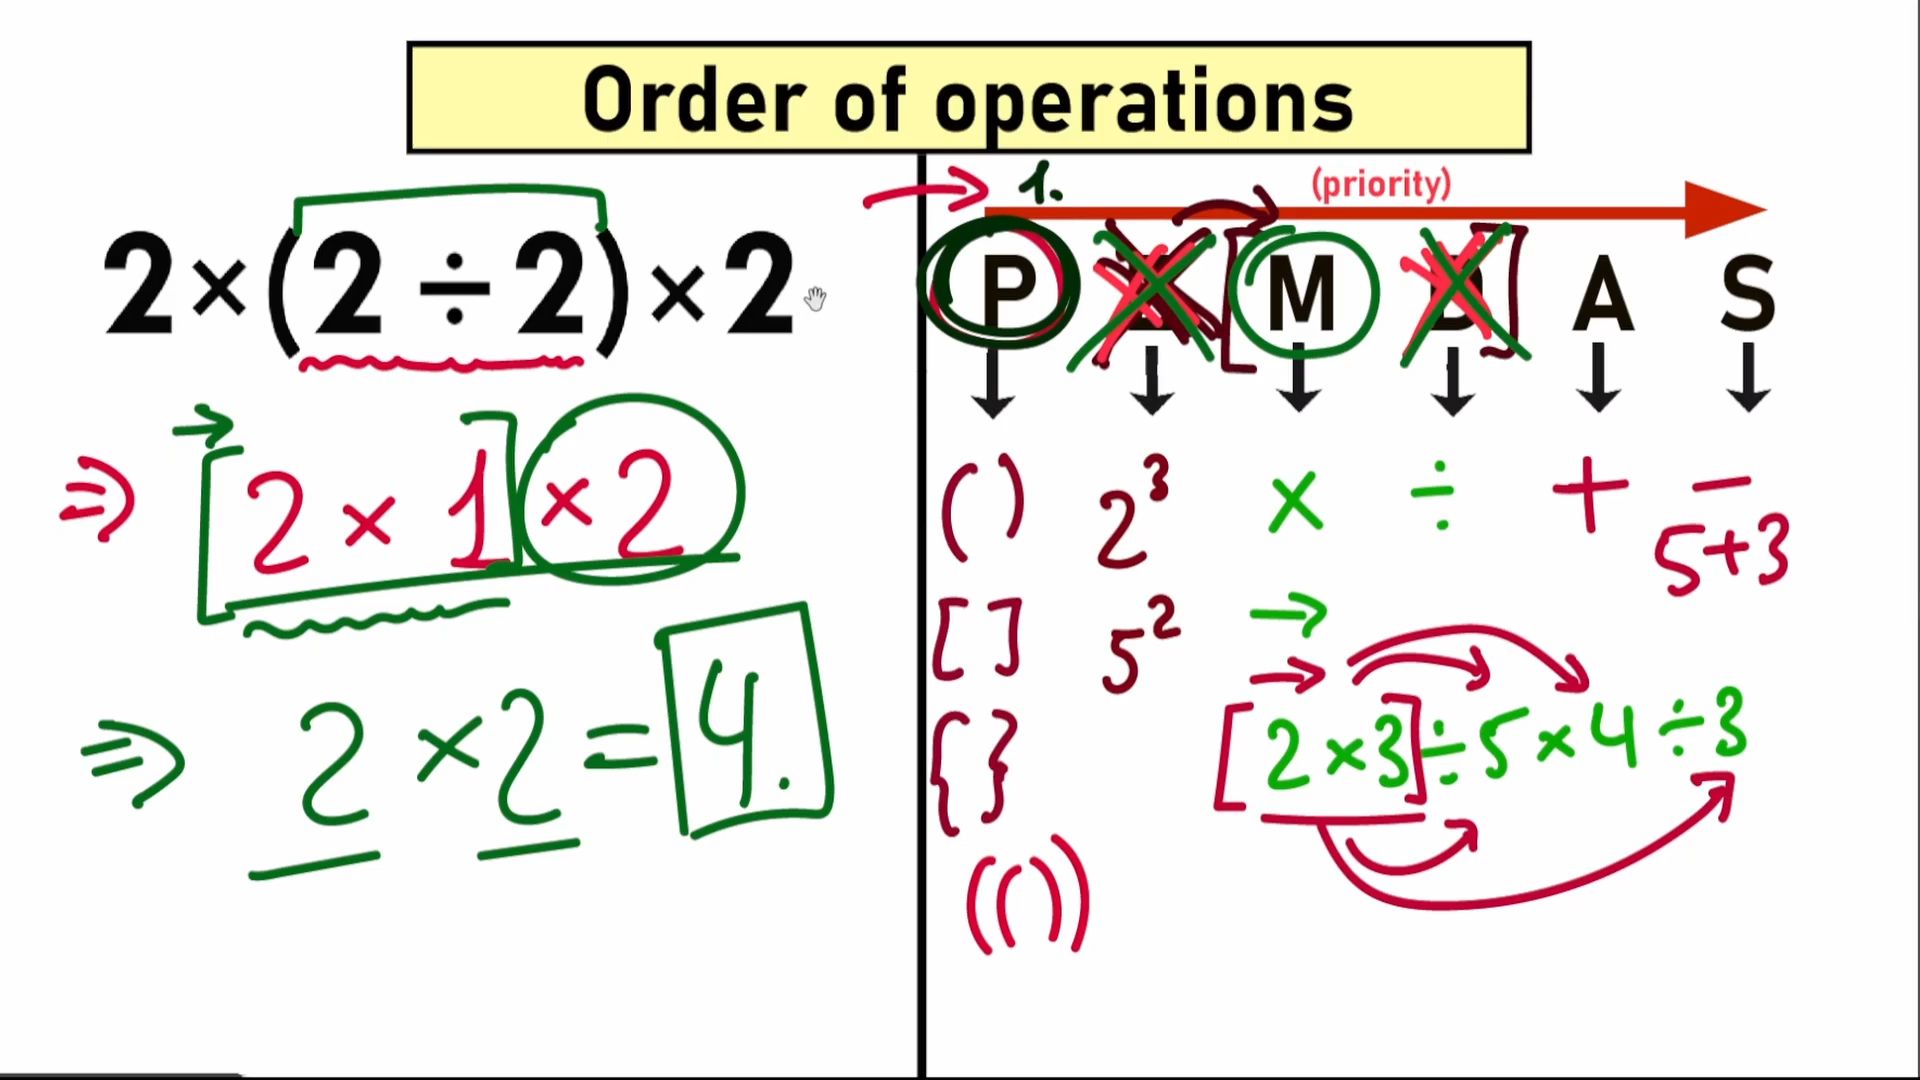 Order of operations
2×(2÷2)×2
⇒ [2 × 1] × 2
⇒ 2 × 2 = 4.
1.
(priority)
P E M D A S
( ) 2³ × ÷ + −
5+3
[ ] 5²
{ } [2×3]÷5×4÷3
(( ))